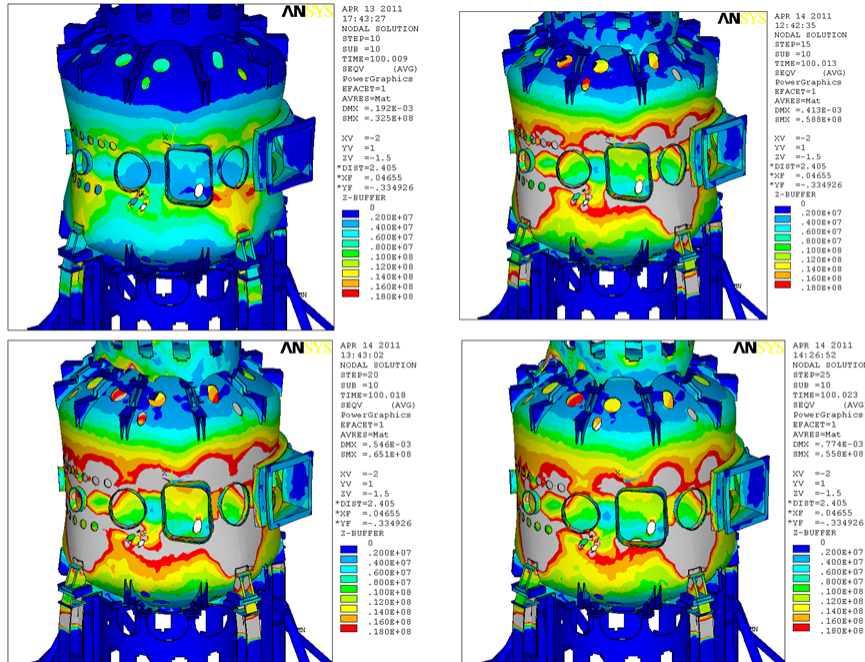 ANSYS
APR 13 2011
17:43:27
NODAL SOLUTION
STEP=10
SUB =10
TIME=100.009
SEQV (AVG)
PowerGraphics
EFACET=1
AVRES=Mat
DMX =.192E-03
SMX =.325E+08
XV =-2
YV =1
ZV =-1.5
*DIST=2.405
*XF =.04655
*YF =-.334926
Z-BUFFER
0
.200E+07
.400E+07
.600E+07
.800E+07
.100E+08
.120E+08
.140E+08
.160E+08
.180E+08
X
MN
ANSYS
APR 14 2011
12:42:35
NODAL SOLUTION
STEP=15
SUB =10
TIME=100.013
SEQV (AVG)
PowerGraphics
EFACET=1
AVRES=Mat
DMX =.413E-03
SMX =.588E+08
XV =-2
YV =1
ZV =-1.5
*DIST=2.405
*XF =.04655
*YF =-.334926
Z-BUFFER
0
.200E+07
.400E+07
.600E+07
.800E+07
.100E+08
.120E+08
.140E+08
.160E+08
.180E+08
X
MN
ANSYS
APR 14 2011
13:43:02
NODAL SOLUTION
STEP=20
SUB =10
TIME=100.018
SEQV (AVG)
PowerGraphics
EFACET=1
AVRES=Mat
DMX =.546E-03
SMX =.651E+08
XV =-2
YV =1
ZV =-1.5
*DIST=2.405
*XF =.04655
*YF =-.334926
Z-BUFFER
0
.200E+07
.400E+07
.600E+07
.800E+07
.100E+08
.120E+08
.140E+08
.160E+08
.180E+08
X
MN
ANSYS
APR 14 2011
14:26:52
NODAL SOLUTION
STEP=25
SUB =10
TIME=100.023
SEQV (AVG)
PowerGraphics
EFACET=1
AVRES=Mat
DMX =.774E-03
SMX =.558E+08
XV =-2
YV =1
ZV =-1.5
*DIST=2.405
*XF =.04655
*YF =-.334926
Z-BUFFER
0
.200E+07
.400E+07
.600E+07
.800E+07
.100E+08
.120E+08
.140E+08
.160E+08
.180E+08
X
MN